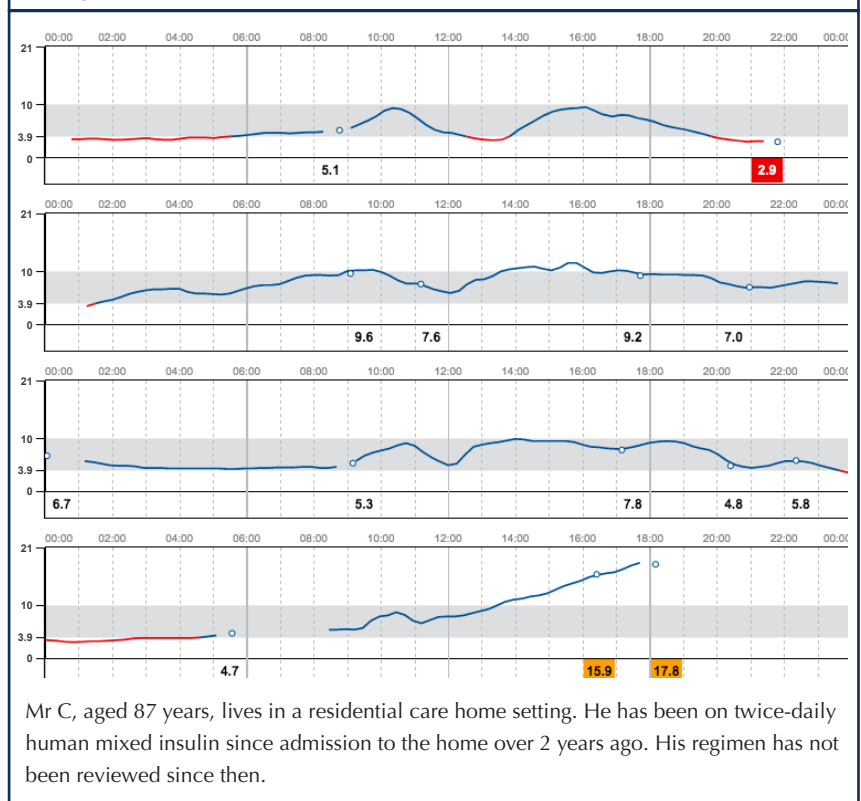 00:00 02:00 04:00 06:00 08:00 10:00 12:00 14:00 16:00 18:00 20:00 22:00 00:00
21
10
3.9
0
5.1 2.9
00:00 02:00 04:00 06:00 08:00 10:00 12:00 14:00 16:00 18:00 20:00 22:00 00:00
21
10
3.9
0
9.6 7.6 9.2 7.0
00:00 02:00 04:00 06:00 08:00 10:00 12:00 14:00 16:00 18:00 20:00 22:00 00:00
21
10
3.9
0
6.7 5.3 7.8 4.8 5.8
00:00 02:00 04:00 06:00 08:00 10:00 12:00 14:00 16:00 18:00 20:00 22:00 00:00
21
10
3.9
0
4.7 15.9 17.8
Mr C, aged 87 years, lives in a residential care home setting. He has been on twice-daily
human mixed insulin since admission to the home over 2 years ago. His regimen has not
been reviewed since then.